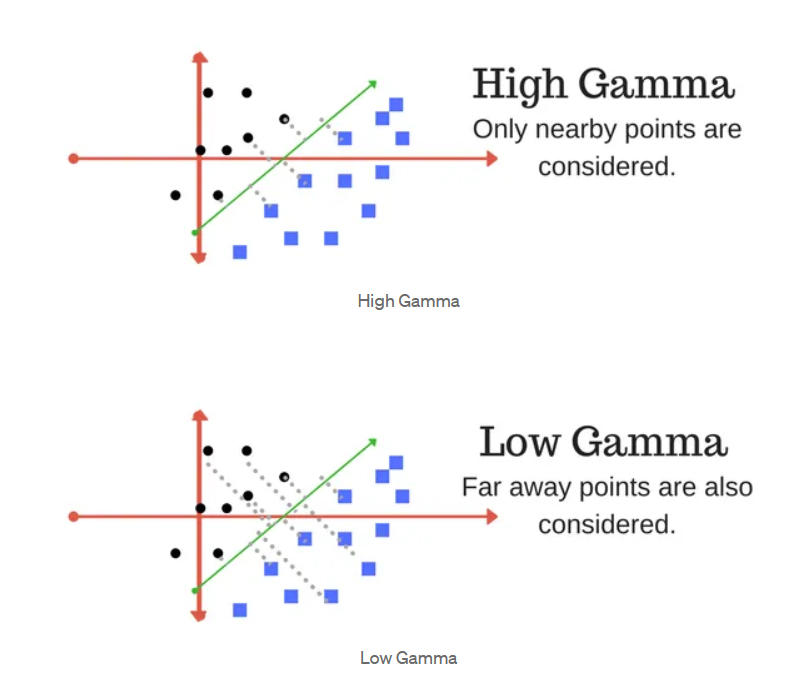 High Gamma
Only nearby points are
considered.
High Gamma
Low Gamma
Far away points are also
considered.
Low Gamma